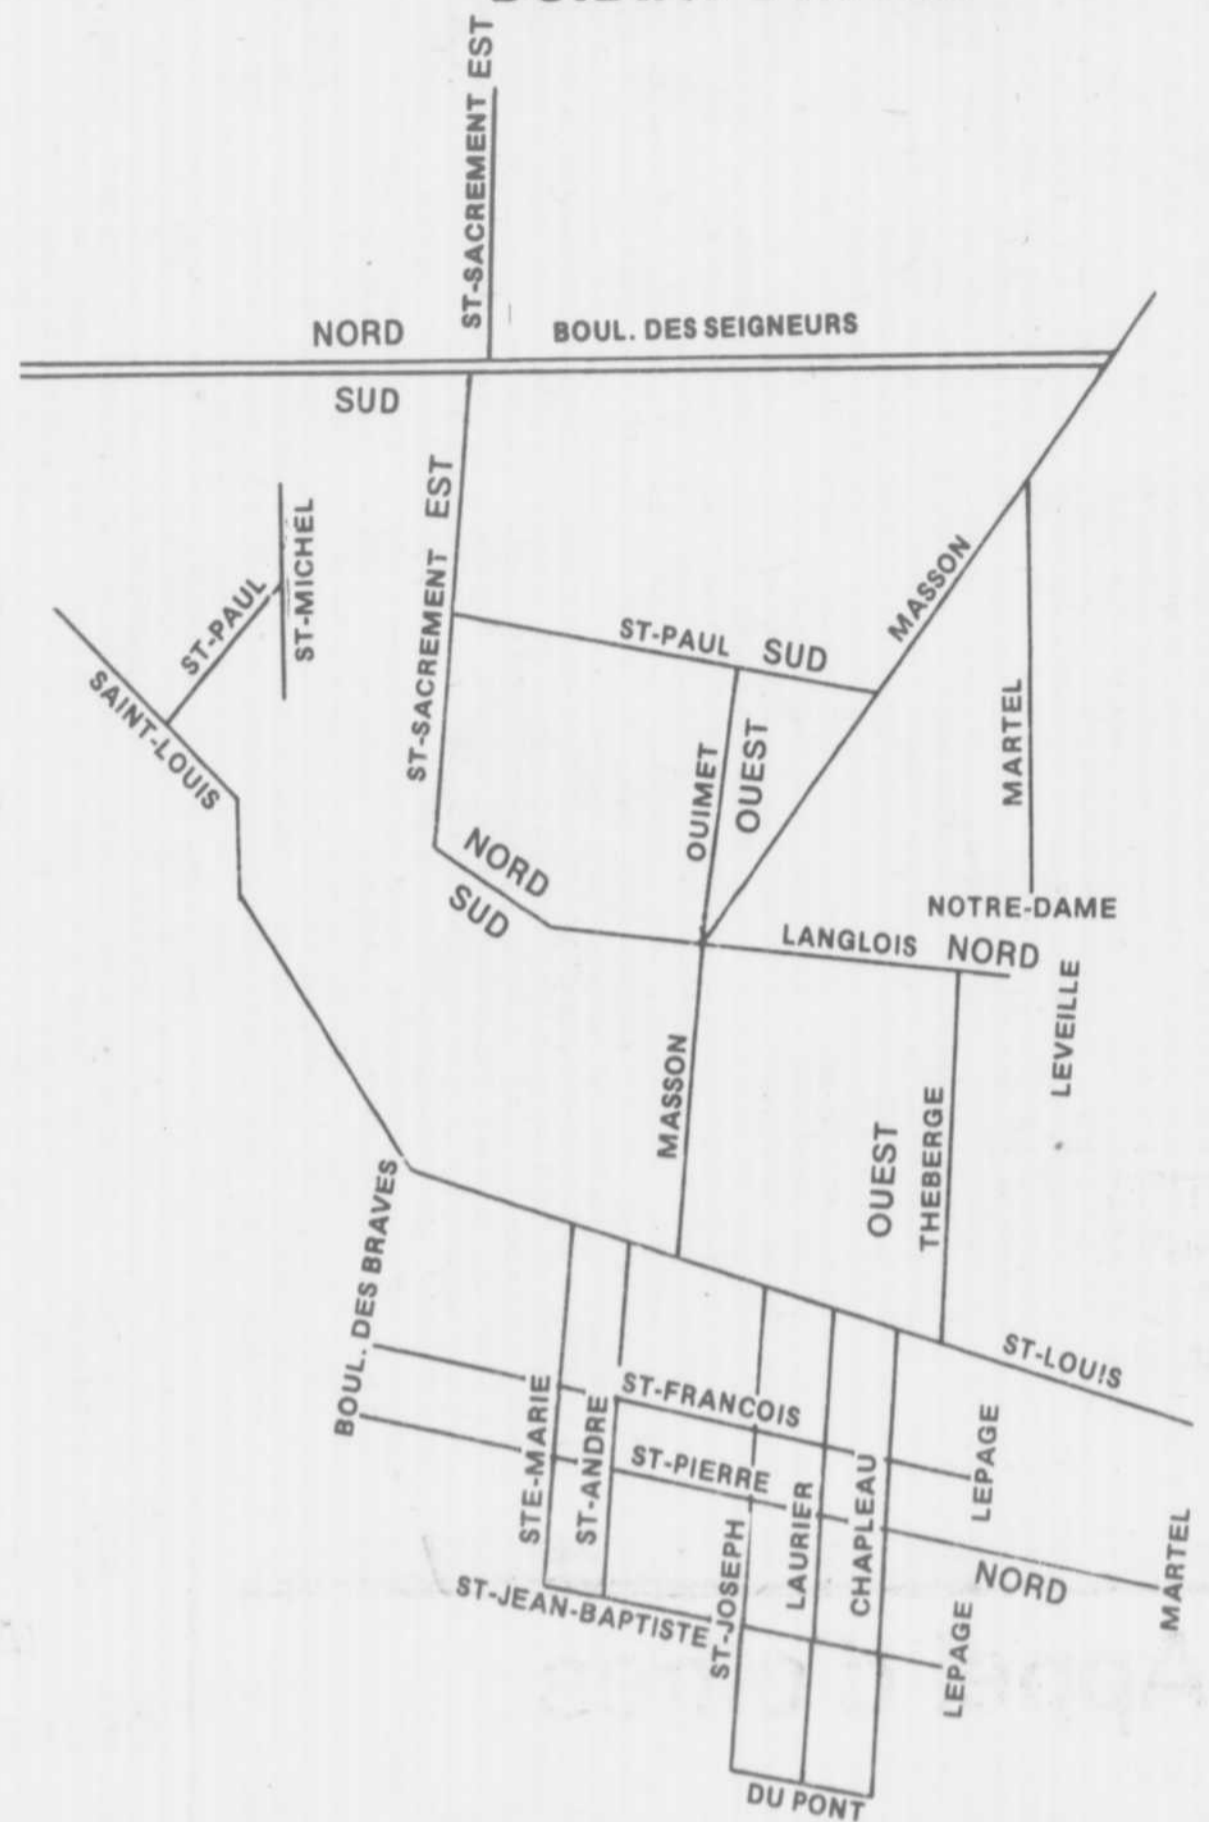 ST-SACREMENT EST
NORD
BOUL. DES SEIGNEURS
SUD
ST-SACREMENT EST
ST-MICHEL
ST-PAUL
SAINT-LOUIS
ST-PAUL SUD
MASSON
MARTEL
OUIMET
OUEST
NORD
SUD
NOTRE-DAME
LANGLOIS NORD
LEVEILLE
MASSON
OUEST
THEBERGE
BOUL. DES BRAVES
ST-LOUIS
STE-MARIE
ST-ANDRE
ST-FRANCOIS
ST-PIERRE
LEPAGE
ST-JOSEPH
LAURIER
CHAPLEAU
NORD
MARTEL
ST-JEAN-BAPTISTE
LEPAGE
DU PONT